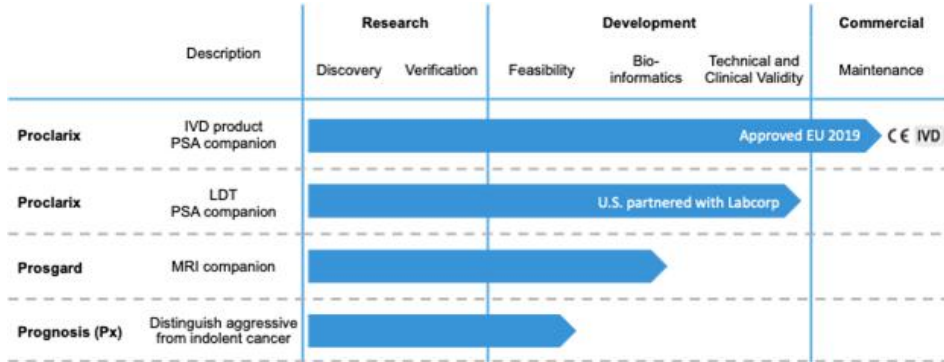 Research Development Commercial
Description
Discovery Verification Feasibility Bio-informatics Technical and Clinical Validity Maintenance
Proclarix
IVD product
PSA companion
Approved EU 2019
CE IVD
Proclarix
LDT
PSA companion
U.S. partnered with Labcorp
Prosgard
MRI companion
Prognosis (Px)
Distinguish aggressive
from indolent cancer